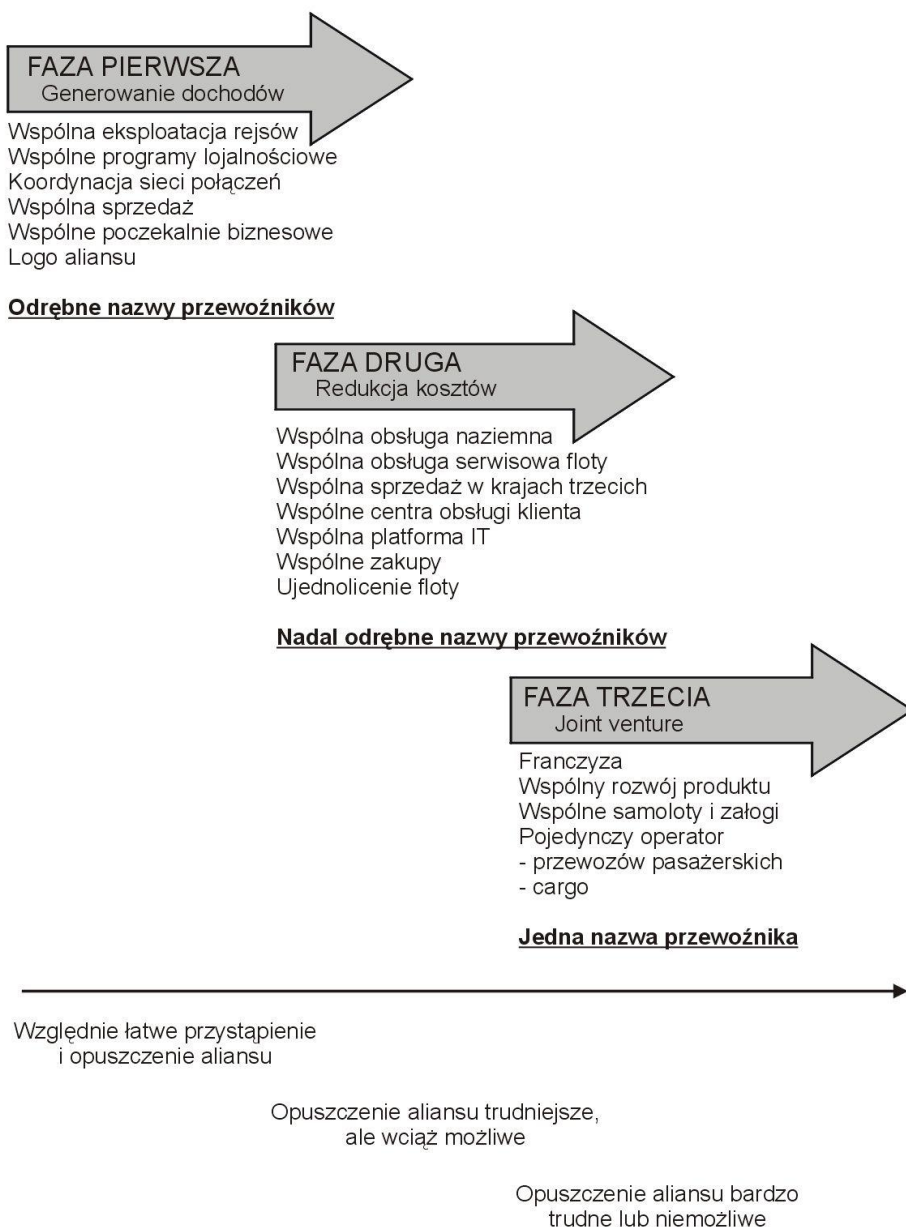 FAZA PIERWSZA
Generowanie dochodów
Wspólna eksploatacja rejsów
Wspólne programy lojalnościowe
Koordynacja sieci połączeń
Wspólna sprzedaż
Wspólne poczekalnie biznesowe
Logo aliansu
Odrębne nazwy przewoźników
FAZA DRUGA
Redukcja kosztów
Wspólna obsługa naziemna
Wspólna obsługa serwisowa floty
Wspólna sprzedaż w krajach trzecich
Wspólne centra obsługi klienta
Wspólna platforma IT
Wspólne zakupy
Ujednolicenie floty
Nadal odrębne nazwy przewoźników
FAZA TRZECIA
Joint venture
Franczyza
Wspólny rozwój produktu
Wspólne samoloty i załogi
Pojedynczy operator
- przewozów pasażerskich
- cargo
Jedna nazwa przewoźnika
Względnie łatwe przystąpienie
i opuszczenie aliansu
Opuszczenie aliansu trudniejsze,
ale wciąż możliwe
Opuszczenie aliansu bardzo
trudne lub niemożliwe